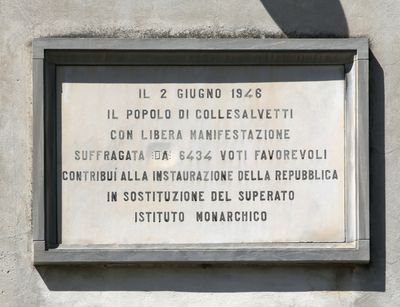 IL 2 GIUGNO 1946
IL POPOLO DI COLLESALVETTI
CON LIBERA MANIFESTAZIONE
SUFFRAGATA DA 6434 VOTI FAVOREVOLI
CONTRIBUÍ ALLA INSTAURAZIONE DELLA REPUBBLICA
IN SOSTITUZIONE DEL SUPERATO
ISTITUTO MONARCHICO